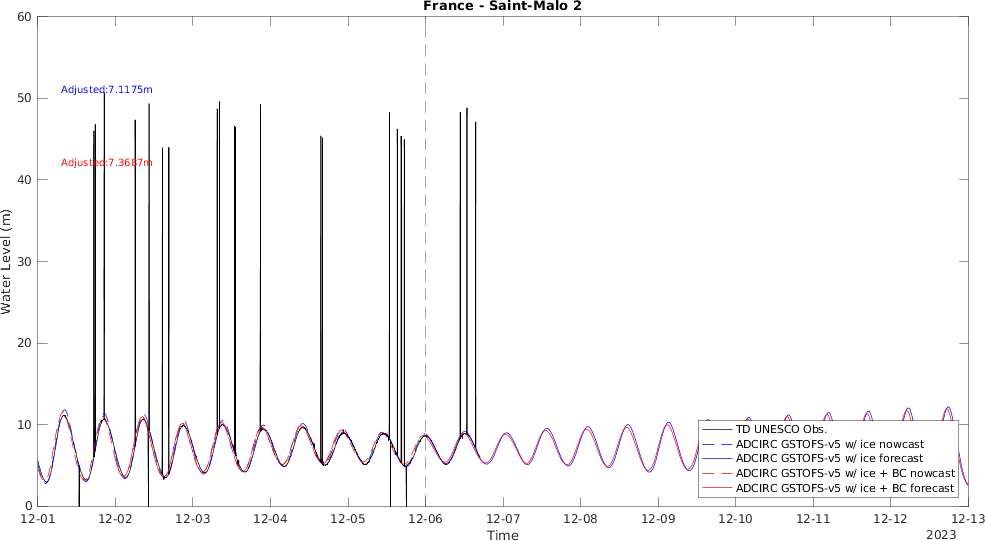 France - Saint-Malo 2
60
50
40
30
20
10
0
Water Level (m)
Adjusted:7.1175m
Adjusted:7.3687m
TD UNESCO Obs.
ADCIRC GSTOFS-v5 w/ ice nowcast
ADCIRC GSTOFS-v5 w/ ice forecast
ADCIRC GSTOFS-v5 w/ ice + BC nowcast
ADCIRC GSTOFS-v5 w/ ice + BC forecast
12-01 12-02 12-03 12-04 12-05 12-06 12-07 12-08 12-09 12-10 12-11 12-12 12-13
Time
2023